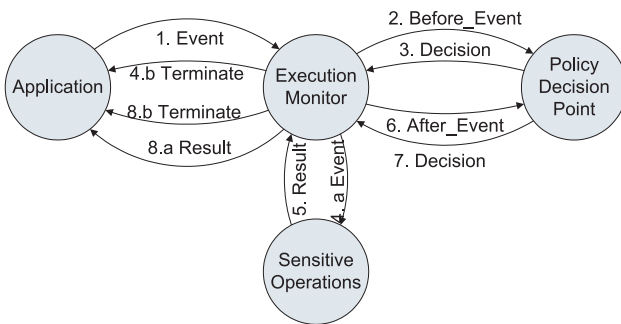 1. Event
2. Before_Event
3. Decision
4.b Terminate
Application
Execution
Monitor
Policy
Decision
Point
8.b Terminate
6. After_Event
8.a Result
7. Decision
5. Result
4. a Event
Sensitive
Operations